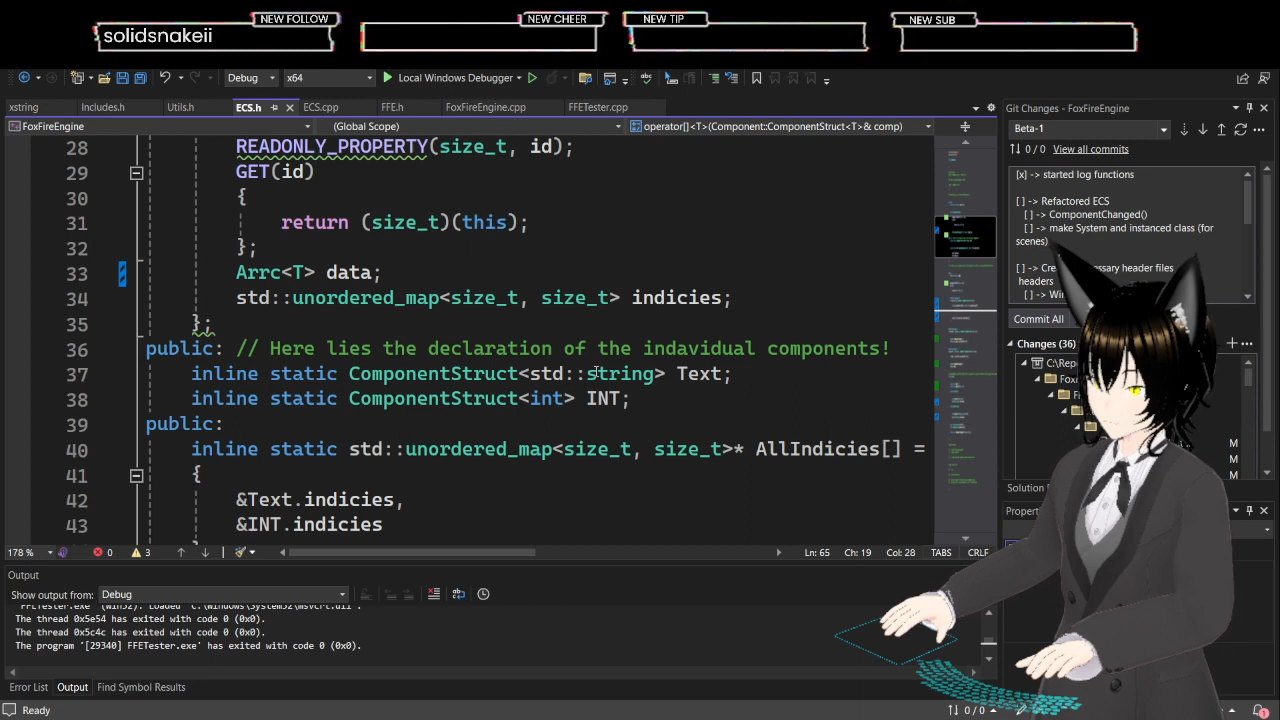 NEW FOLLOW
solidsnakeii
NEW CHEER
NEW TIP
NEW SUB
Debug
x64
Local Windows Debugger
xstring
Includes.h
Utils.h
ECS.h
ECS.cpp
FFE.h
FoxFireEngine.cpp
FFETester.cpp
FoxFireEngine
(Global Scope)
operator[]<T>(Component::ComponentStruct<T>& comp)
28 READONLY_PROPERTY(size_t, id);
29 GET(id)
30 {
31 return (size_t)(this);
32 };
33 Arrc<T> data;
34 std::unordered_map<size_t, size_t> indicies;
35 };
36 public: // Here lies the declaration of the indavidual components!
37 inline static ComponentStruct<std::string> Text;
38 inline static ComponentStruct<int> INT;
39 public:
40 inline static std::unordered_map<size_t, size_t>* AllIndicies[] =
41 {
42 &Text.indicies,
43 &INT.indicies
178 %
0
3
Ln: 65
Ch: 19
Col: 28
TABS
CRLF
Git Changes - FoxFireEngine
Beta-1
0 / 0 View all commits
[x] -> started log functions
[ ] -> Refactored ECS
[ ] -> ComponentChanged()
[ ] -> make System and instanced class (for
scenes)
headers
Commit All
Changes (36)
M
M
M
Output
Show output from: Debug
The thread 0x5e54 has exited with code 0 (0x0).
The thread 0x5c4c has exited with code 0 (0x0).
The program '[29340] FFETester.exe' has exited with code 0 (0x0).
Error List
Output
Find Symbol Results
Ready
0 / 0